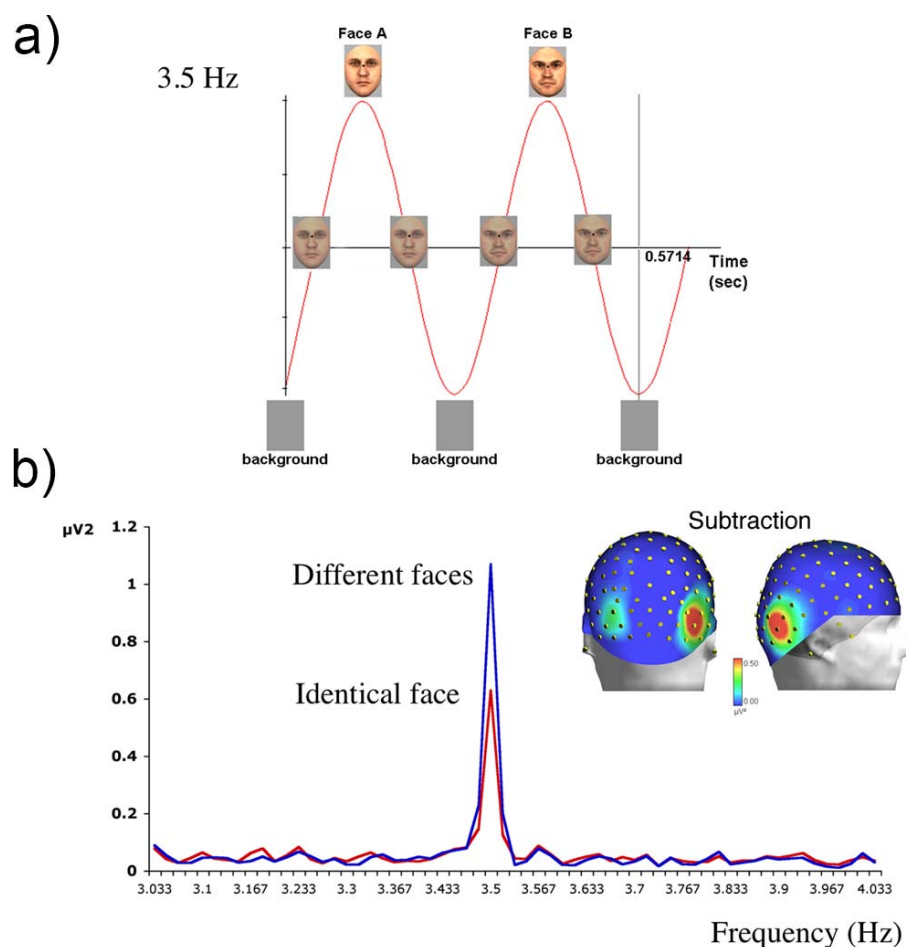 a)
Face A
Face B
3.5 Hz
0.5714
Time
(sec)
background
background
background
b)
µV2
1.2
1
0.8
0.6
0.4
0.2
0
Different faces
Identical face
Subtraction
0.50
0.00
µV²
3.033 3.1 3.167 3.233 3.3 3.367 3.433 3.5 3.567 3.633 3.7 3.767 3.833 3.9 3.967 4.033
Frequency (Hz)